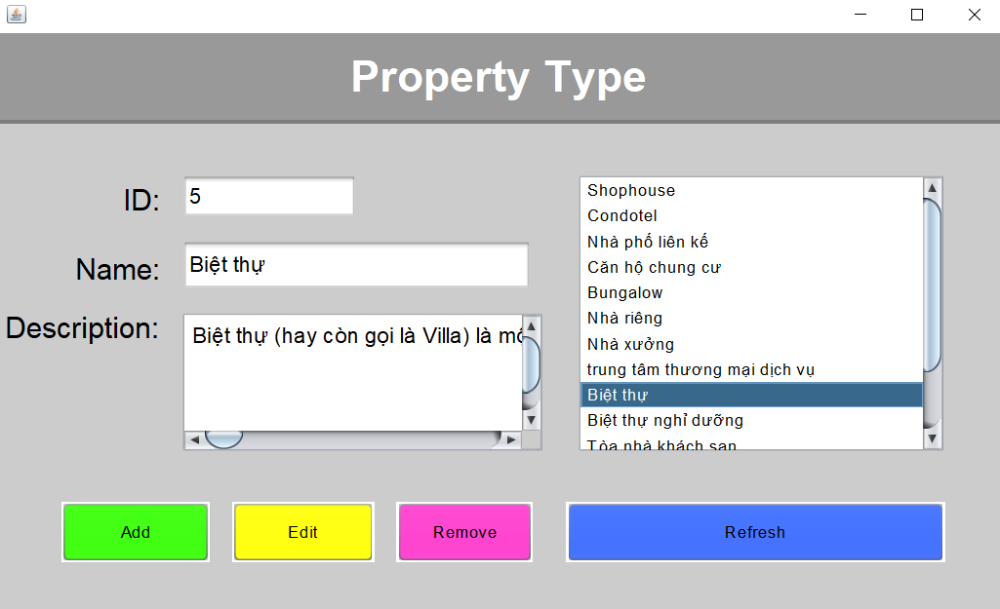 Property Type
ID:
5
Name:
Biệt thự
Description:
Biệt thự (hay còn gọi là Villa) là
Shophouse
Condotel
Nhà phố liên kế
Căn hộ chung cư
Bungalow
Nhà riêng
Nhà xưởng
trung tâm thương mại dịch vụ
Biệt thự
Biệt thự nghỉ dưỡng
Tòa nhà khách sạn
Add
Edit
Remove
Refresh